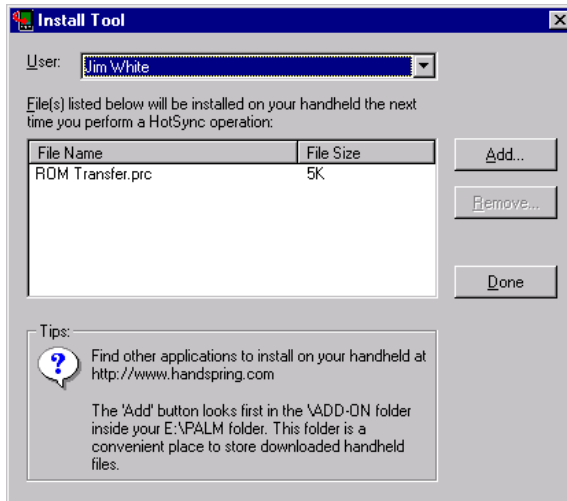 Install Tool
User: Jim White
File(s) listed below will be installed on your handheld the next
time you perform a HotSync operation:
File Name File Size
ROM Transfer.prc 5K
Add...
Remove...
Done
Tips:
Find other applications to install on your handheld at
http://www.handspring.com
The 'Add' button looks first in the \ADD-ON folder
inside your E:\PALM folder. This folder is a
convenient place to store downloaded handheld
files.